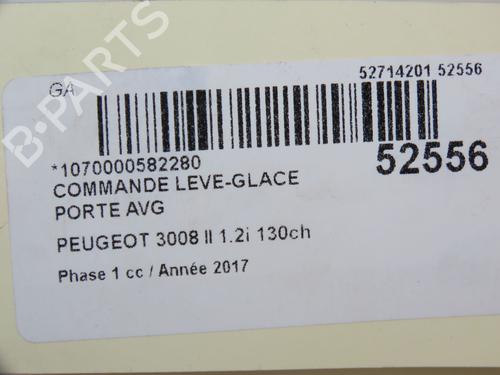 GA
52714201 52556
*1070000582280
52556
COMMANDE LEVE-GLACE
PORTE AVG
PEUGEOT 3008 II 1.2i 130ch
Phase 1 cc / Année 2017
B-PARTS